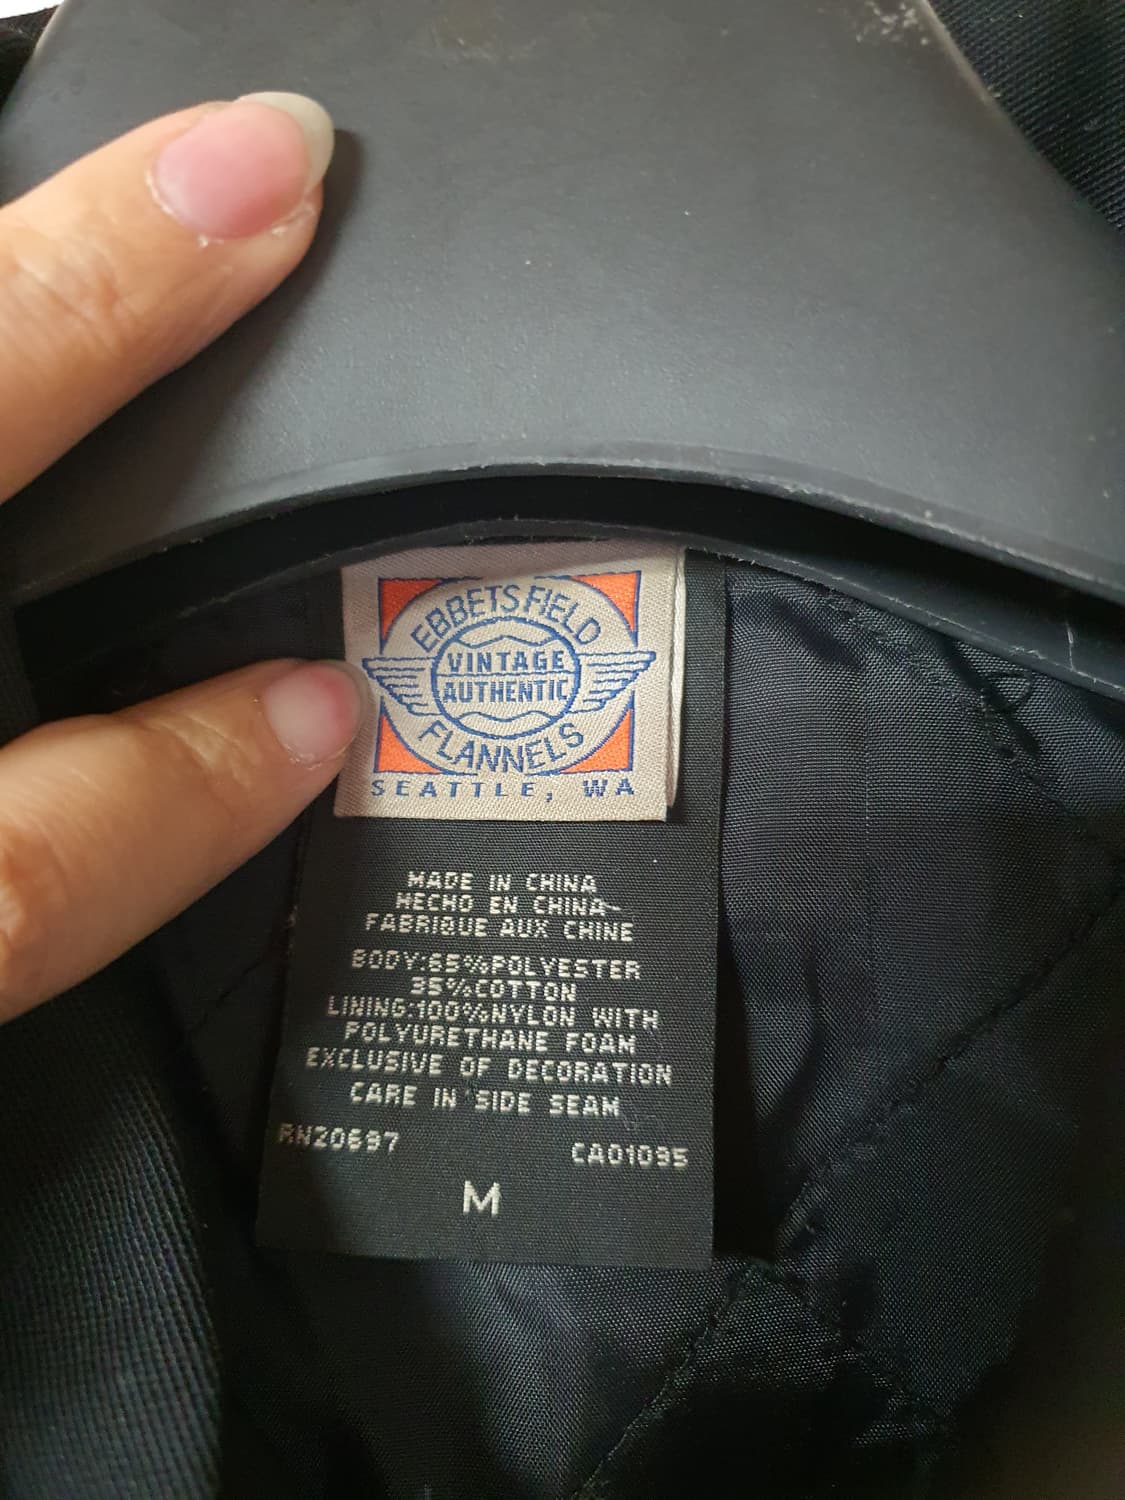 EBBETS FIELD
VINTAGE
AUTHENTIC
FLANNELS
SEATTLE, WA
MADE IN CHINA
HECHO EN CHINA
FABRIQUE AUX CHINE
BODY:65%POLYESTER
35%COTTON
LINING:100%NYLON WITH
POLYURETHANE FOAM
EXCLUSIVE OF DECORATION
CARE IN SIDE SEAM
RN20697 CA01095
M